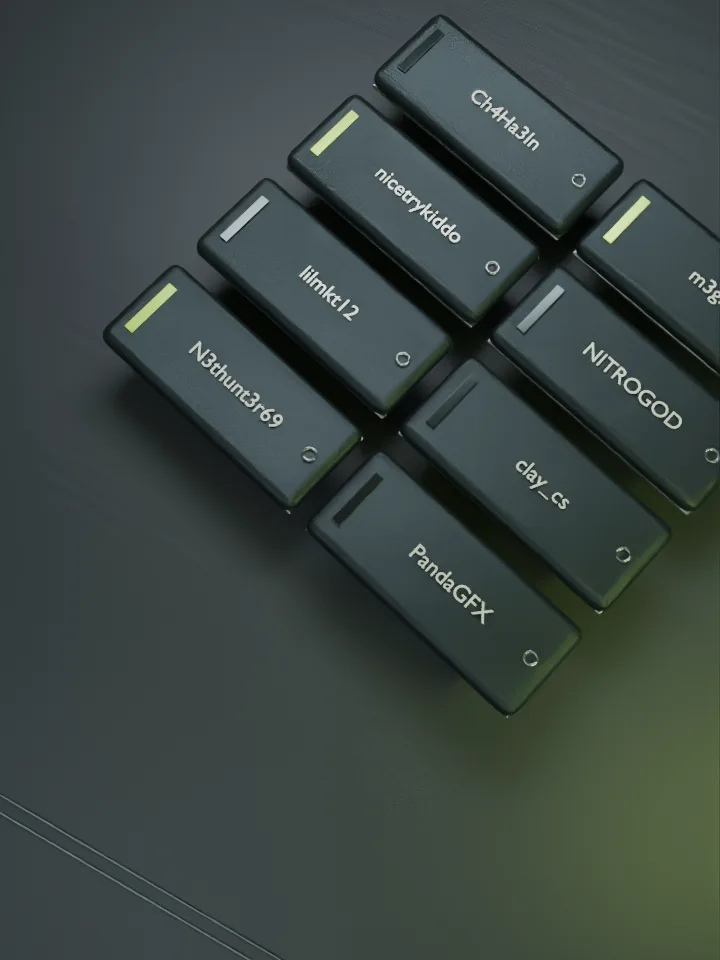 Ch4Ha3ln
nicetrykiddo
lilmkt12
N3thunt3r69
NITROGOD
clay_cs
PandaGFX